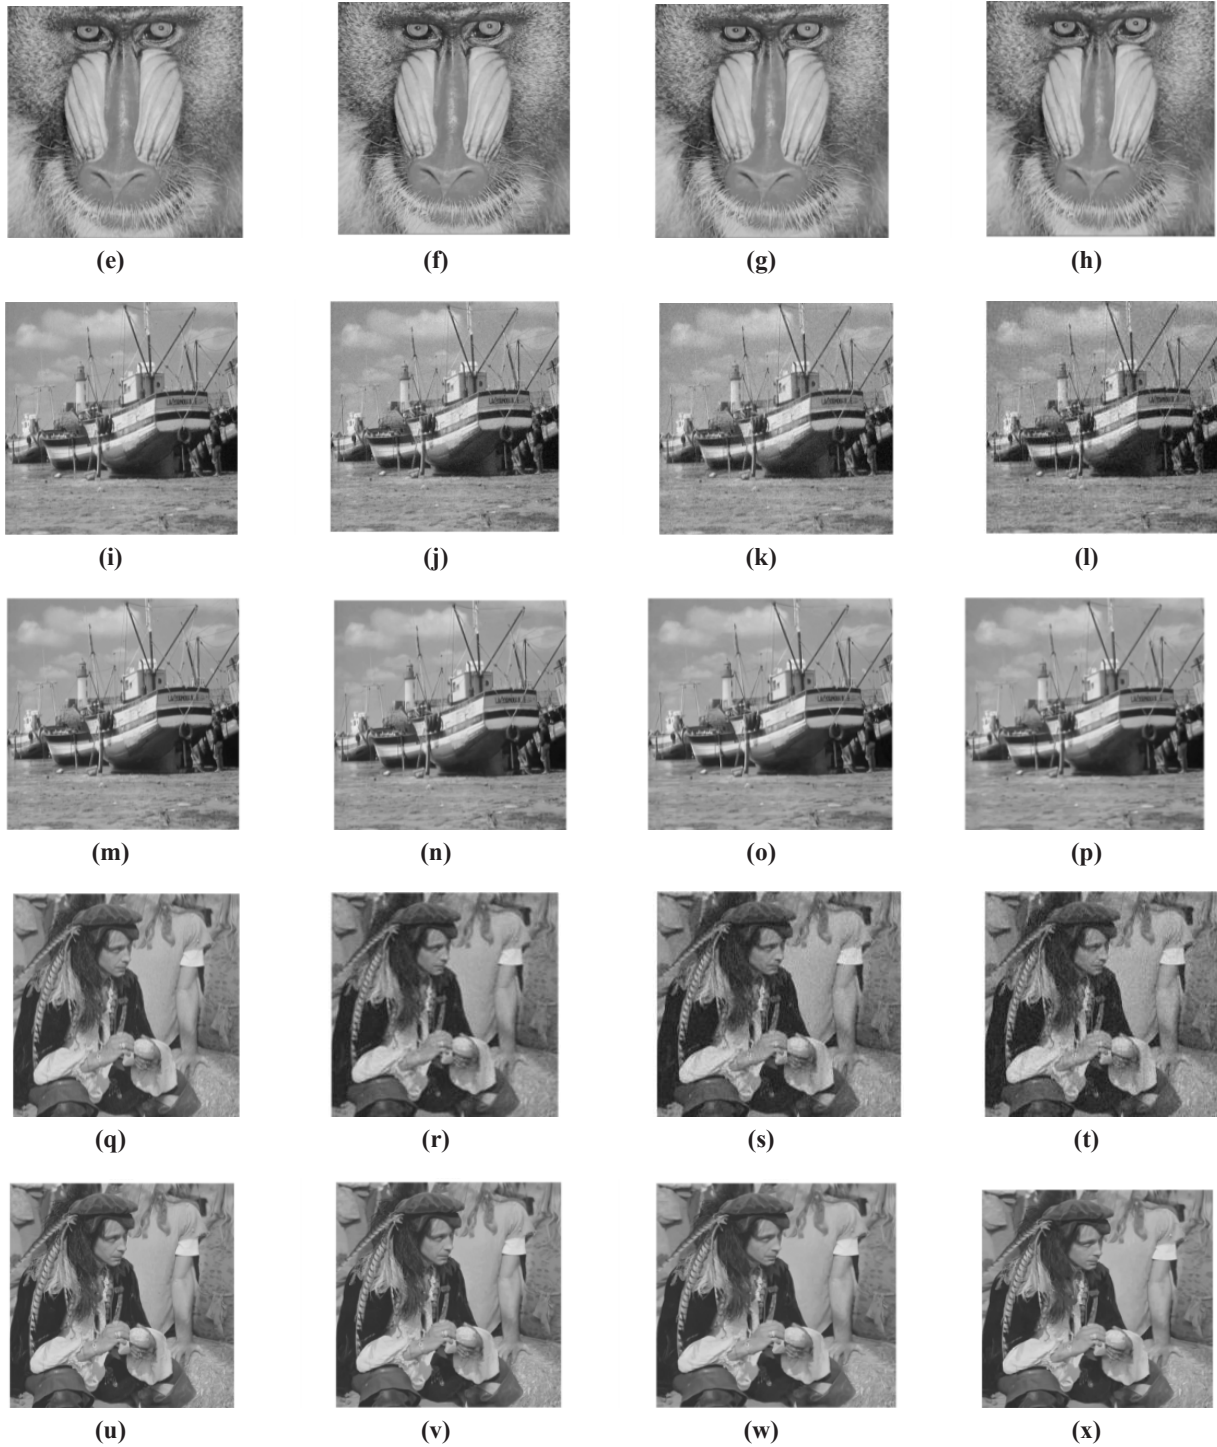 (e) (f) (g) (h)
(i) (j) (k) (l)
(m) (n) (o) (p)
(q) (r) (s) (t)
(u) (v) (w) (x)